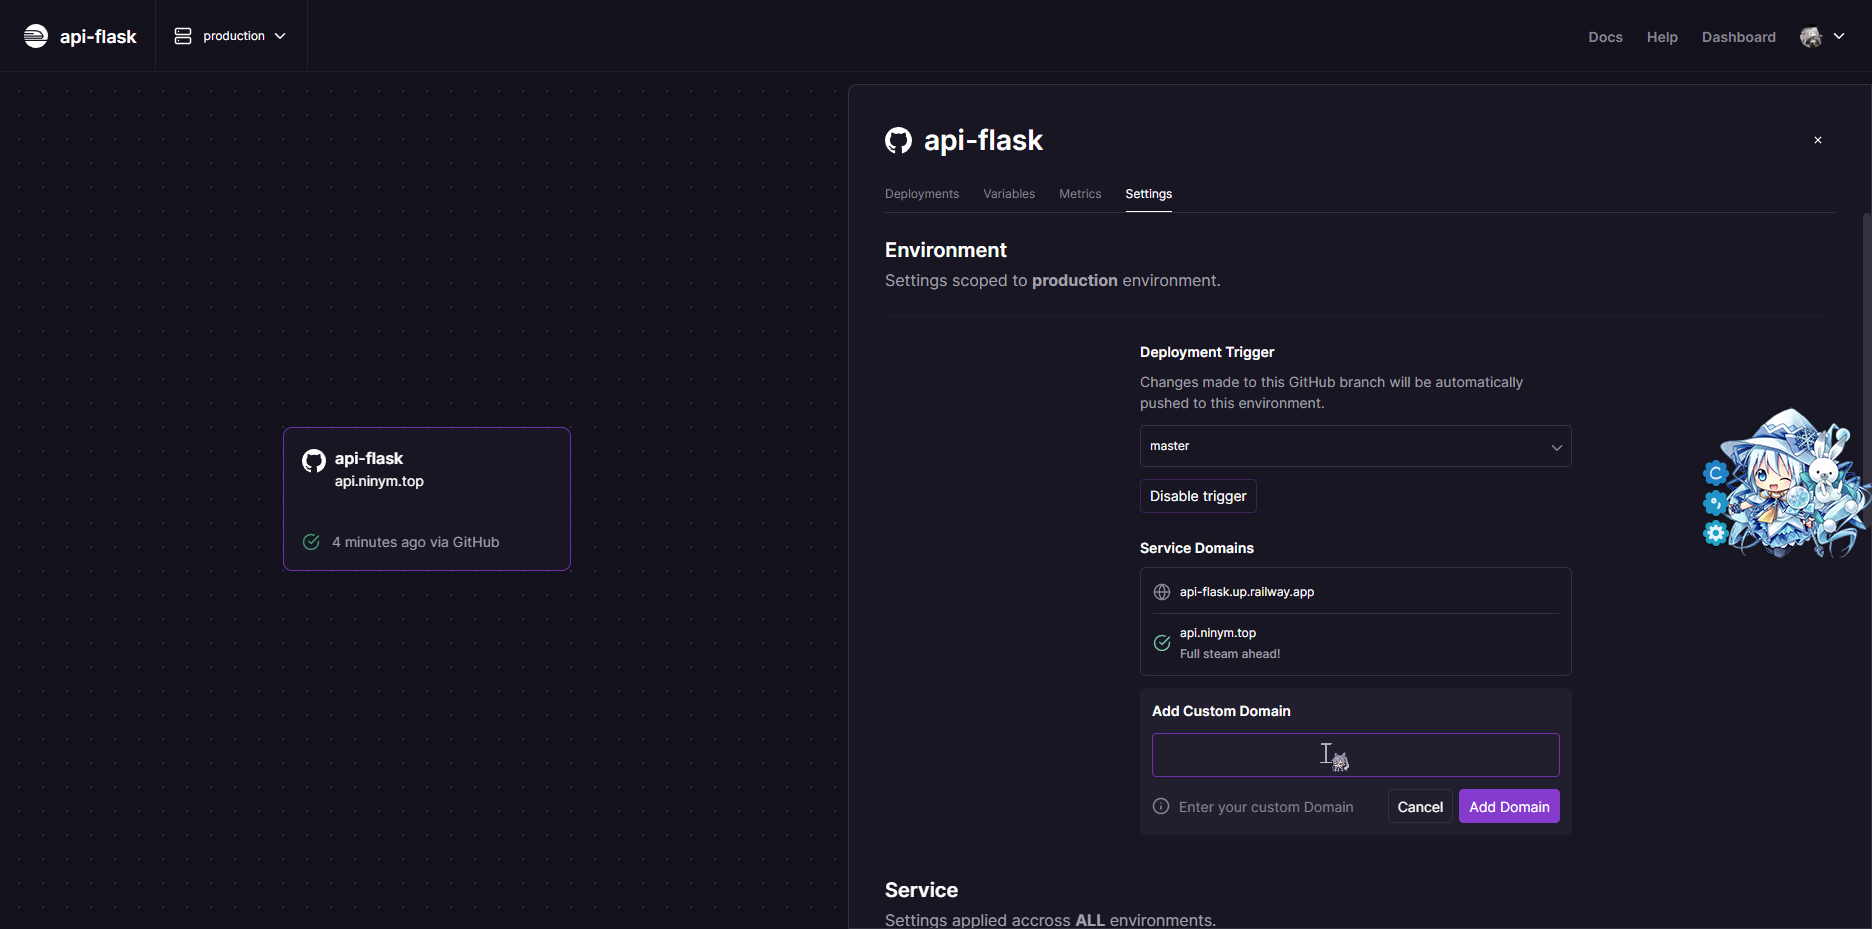 api-flask
production
Docs
Help
Dashboard
api-flask
api.ninym.top
4 minutes ago via GitHub
api-flask
Deployments
Variables
Metrics
Settings
Environment
Settings scoped to production environment.
Deployment Trigger
Changes made to this GitHub branch will be automatically
pushed to this environment.
master
Disable trigger
Service Domains
api-flask.up.railway.app
api.ninym.top
Full steam ahead!
Add Custom Domain
Enter your custom Domain
Cancel
Add Domain
Service
Settings applied accross ALL environments.